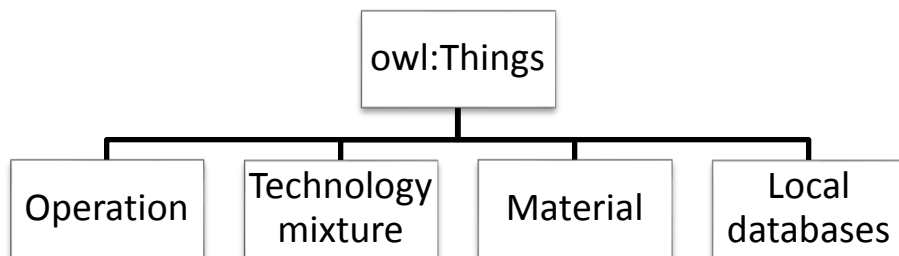 owl:Things
Operation
Technology
mixture
Material
Local
databases